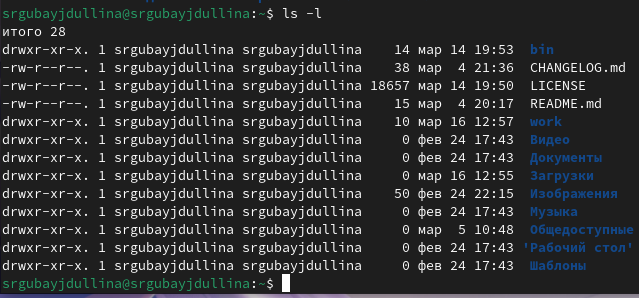 srgubayjdullina@srgubayjdullina:~$ ls -l
итого 28
drwxr-xr-x. 1 srgubayjdullina srgubayjdullina    14 мар 14 19:53  bin
-rw-r--r--. 1 srgubayjdullina srgubayjdullina    38 мар  4 21:36  CHANGELOG.md
-rw-r--r--. 1 srgubayjdullina srgubayjdullina 18657 мар 14 19:50  LICENSE
-rw-r--r--. 1 srgubayjdullina srgubayjdullina    15 мар  4 20:17  README.md
drwxr-xr-x. 1 srgubayjdullina srgubayjdullina    10 мар 16 12:57  work
drwxr-xr-x. 1 srgubayjdullina srgubayjdullina     0 фев 24 17:43  Видео
drwxr-xr-x. 1 srgubayjdullina srgubayjdullina     0 фев 24 17:43  Документы
drwxr-xr-x. 1 srgubayjdullina srgubayjdullina     0 мар 16 12:55  Загрузки
drwxr-xr-x. 1 srgubayjdullina srgubayjdullina    50 фев 24 22:15  Изображения
drwxr-xr-x. 1 srgubayjdullina srgubayjdullina     0 фев 24 17:43  Музыка
drwxr-xr-x. 1 srgubayjdullina srgubayjdullina     0 мар  5 10:48  Общедоступные
drwxr-xr-x. 1 srgubayjdullina srgubayjdullina     0 фев 24 17:43 'Рабочий стол'
drwxr-xr-x. 1 srgubayjdullina srgubayjdullina     0 фев 24 17:43  Шаблоны
srgubayjdullina@srgubayjdullina:~$